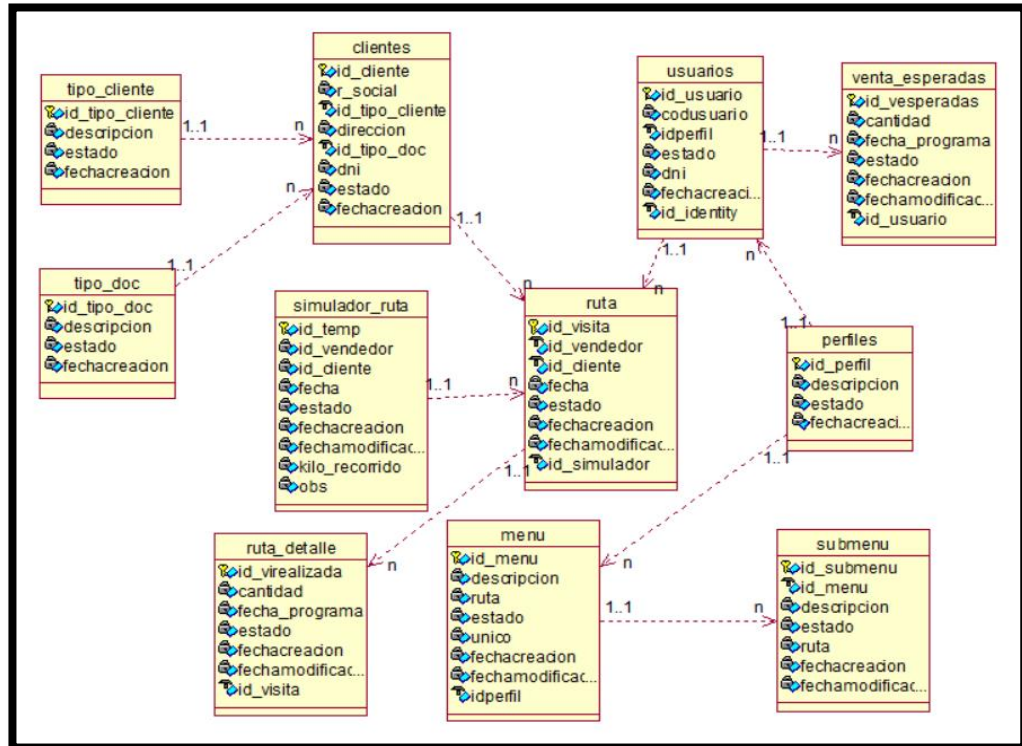 tipo_cliente
id_tipo_cliente
descripcion
estado
fechacreacion
1..1
n
clientes
id_cliente
r_social
id_tipo_cliente
direccion
id_tipo_doc
dni
estado
fechacreacion
n
1..1
usuarios
id_usuario
codusuario
idperfil
estado
dni
fechacreaci...
id_identity
1..1
n
1..1
n
venta_esperadas
id_vesperadas
cantidad
fecha_programa
estado
fechacreacion
fechamodificac...
id_usuario
tipo_doc
id_tipo_doc
descripcion
estado
fechacreacion
1..1
simulador_ruta
id_temp
id_vendedor
id_cliente
fecha
estado
fechacreacion
fechamodificac...
kilo_recorrido
obs
1..1
n
n
n
ruta
id_visita
id_vendedor
id_cliente
fecha
estado
fechacreacion
fechamodificac...
id_simulador
1..1
1..1
perfiles
id_perfil
descripcion
estado
fechacreaci...
1..1
ruta_detalle
id_virealizada
cantidad
fecha_programa
estado
fechacreacion
fechamodificac...
id_visita
n
menu
id_menu
descripcion
ruta
estado
unico
fechacreacion
fechamodificac...
idperfil
n
1..1
n
submenu
id_submenu
id_menu
descripcion
estado
ruta
fechacreacion
fechamodificac...